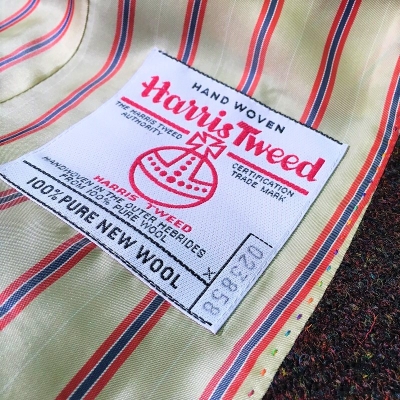 HAND WOVEN
Harris Tweed
THE HARRIS TWEED
AUTHORITY
CERTIFICATION
TRADE MARK
HARRIS TWEED
HANDWOVEN IN THE OUTER HEBRIDES
FROM 100% PURE WOOL
100% PURE NEW WOOL
X 023858